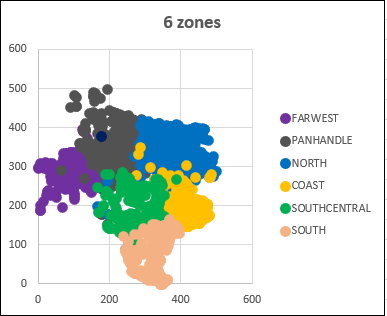 6 zones
600
500
400
300
200
100
0
0 200 400 600
FARWEST
PANHANDLE
NORTH
COAST
SOUTHCENTRAL
SOUTH